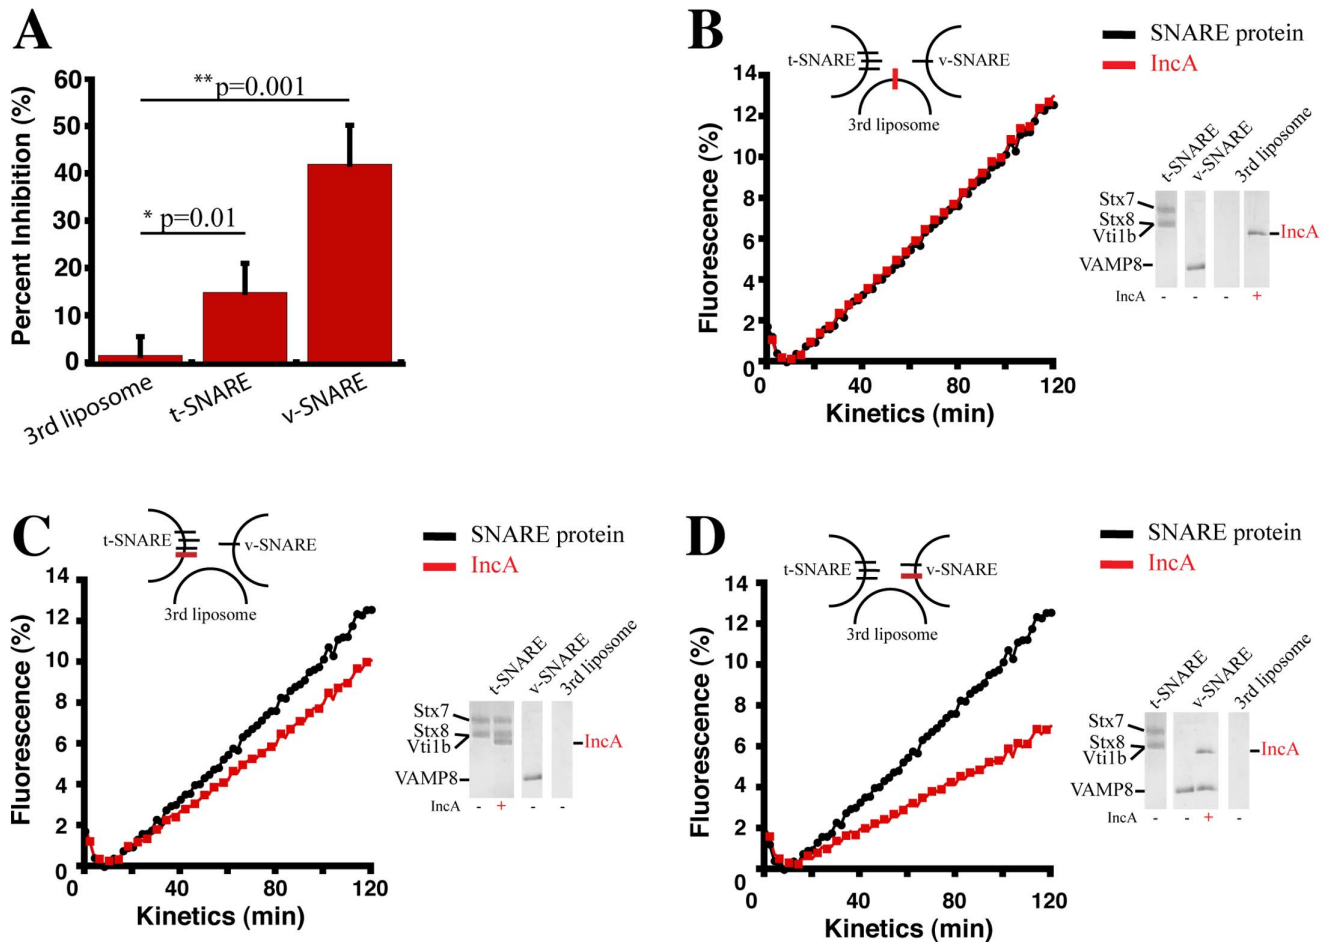 A
Percent Inhibition (%)
60
50
40
30
20
10
0
**p=0.001
* p=0.01
3rd liposome
t-SNARE
v-SNARE
B
t-SNARE
v-SNARE
3rd liposome
SNARE protein
IncA
Fluorescence (%)
14
12
10
8
6
4
2
0
0 40 80 120
Kinetics (min)
t-SNARE
v-SNARE
3rd liposome
Stx7
Stx8
Vti1b
VAMP8
IncA
IncA - - - +
C
t-SNARE
v-SNARE
3rd liposome
SNARE protein
IncA
Fluorescence (%)
14
12
10
8
6
4
2
0
0 40 80 120
Kinetics (min)
t-SNARE
v-SNARE
3rd liposome
Stx7
Stx8
Vti1b
VAMP8
IncA
IncA - + - -
D
t-SNARE
v-SNARE
3rd liposome
SNARE protein
IncA
Fluorescence (%)
14
12
10
8
6
4
2
0
0 40 80 120
Kinetics (min)
t-SNARE
v-SNARE
3rd liposome
Stx7
Stx8
Vti1b
VAMP8
IncA
IncA - - + -